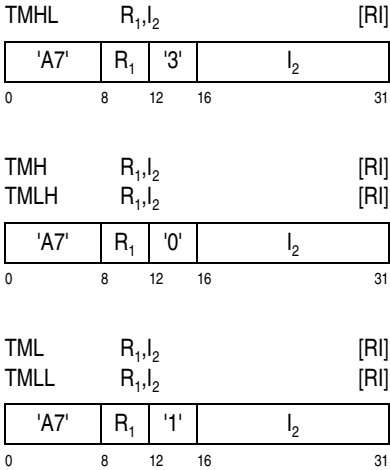 TMHL R1,I2 [RI]
'A7' R1 '3' I2
0 8 12 16 31
TMH R1,I2 [RI]
TMLH R1,I2 [RI]
'A7' R1 '0' I2
0 8 12 16 31
TML R1,I2 [RI]
TMLL R1,I2 [RI]
'A7' R1 '1' I2
0 8 12 16 31